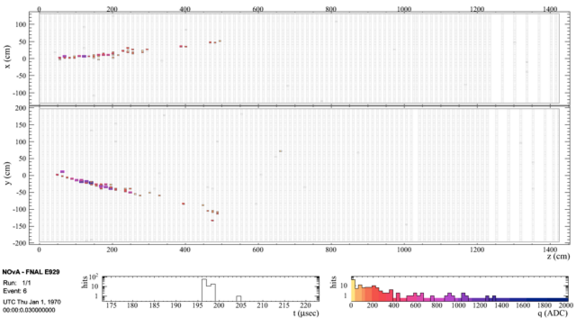 0 200 400 600 800 1000 1200 1400
x (cm)
100
50
0
-50
-100
y (cm)
200
150
100
50
0
-50
-100
-150
-200
0 200 400 600 800 1000 1200 1400
z (cm)
NOvA - FNAL E929
Run: 1/1
Event: 6
UTC Thu Jan 1, 1970
00:00:0.030000000
hits
10²
10
1
175 180 185 190 195 200 205 210 215 220
t (μsec)
hits
10
1
0 200 400 600 800 1000 1200 1400 1600 1800 2000
q (ADC)